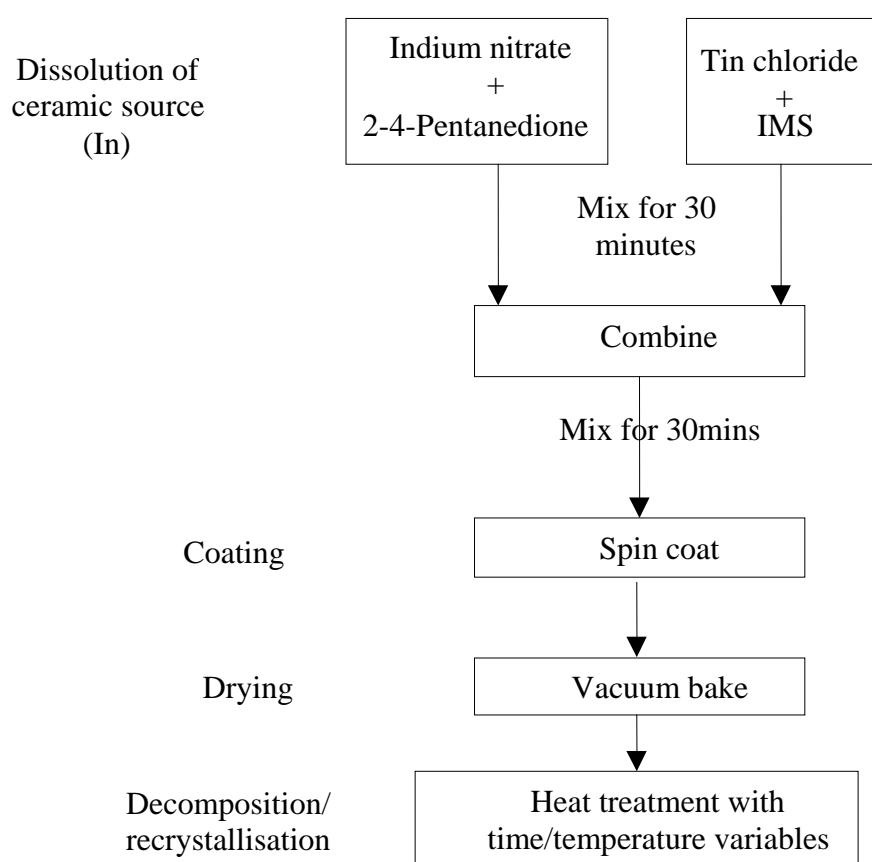 Dissolution of
ceramic source
(In)
Indium nitrate
+
2-4-Pentanedione
Tin chloride
+
IMS
Mix for 30
minutes
Combine
Mix for 30mins
Coating
Spin coat
Drying
Vacuum bake
Decomposition/
recrystallisation
Heat treatment with
time/temperature variables